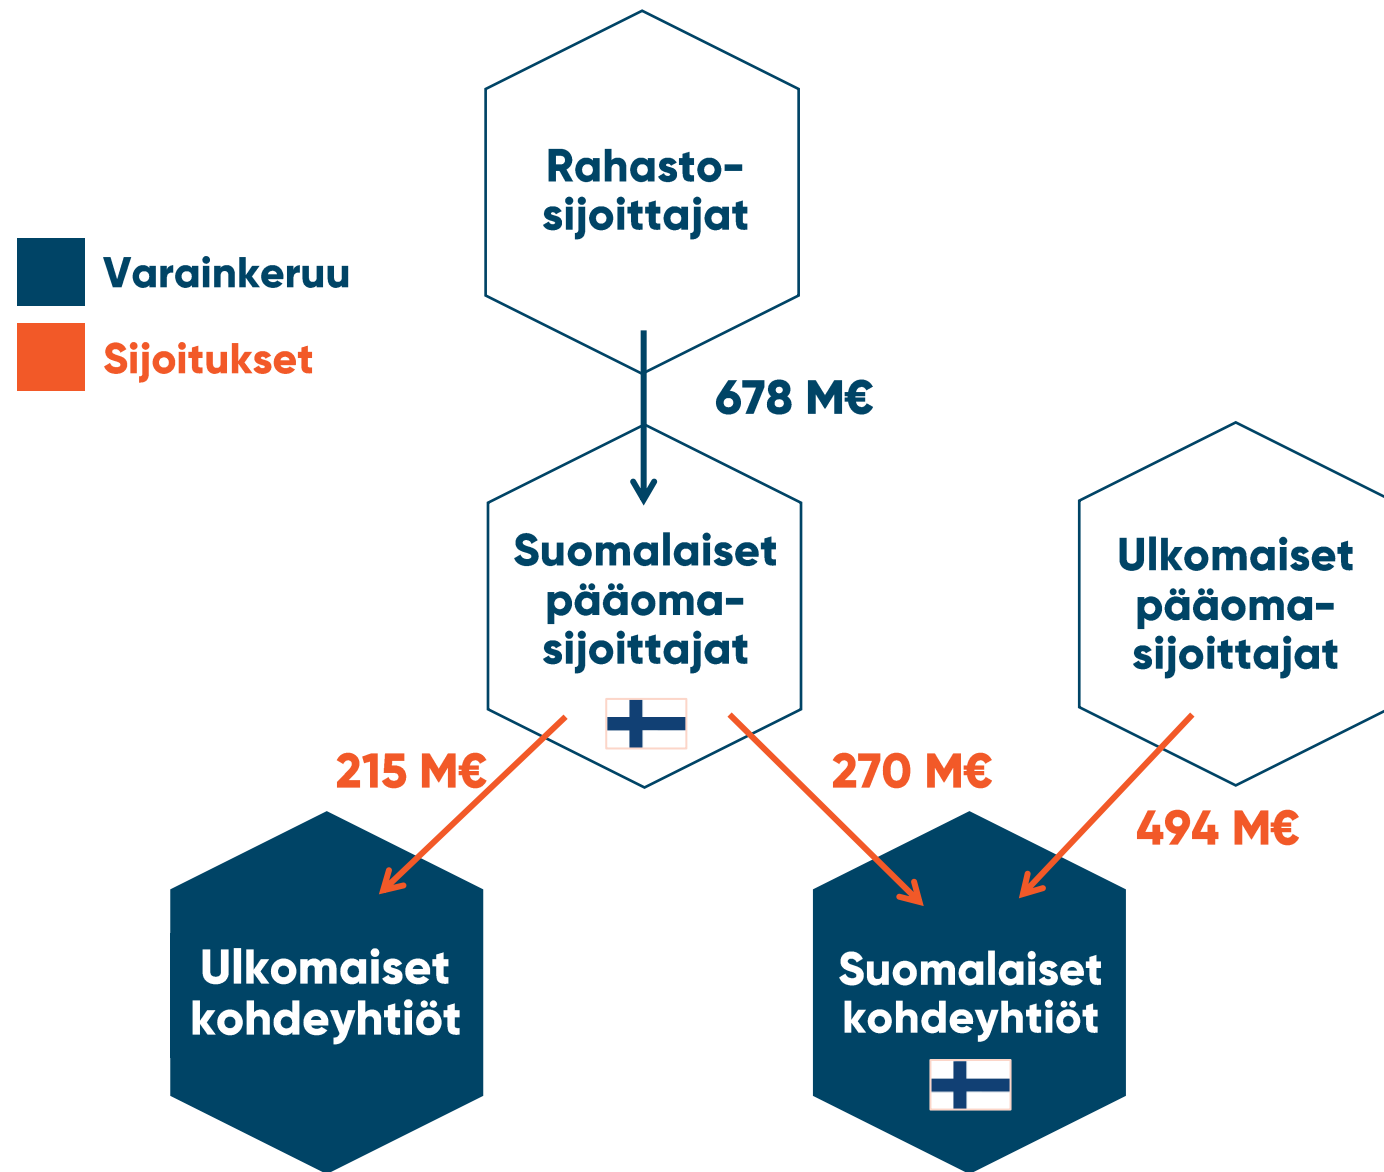 Rahasto-
sijoittajat
Varainkeruu
Sijoitukset
678 M€
Suomalaiset
pääoma-
sijoittajat
Ulkomaiset
pääoma-
sijoittajat
215 M€
270 M€
494 M€
Ulkomaiset
kohdeyhtiöt
Suomalaiset
kohdeyhtiöt